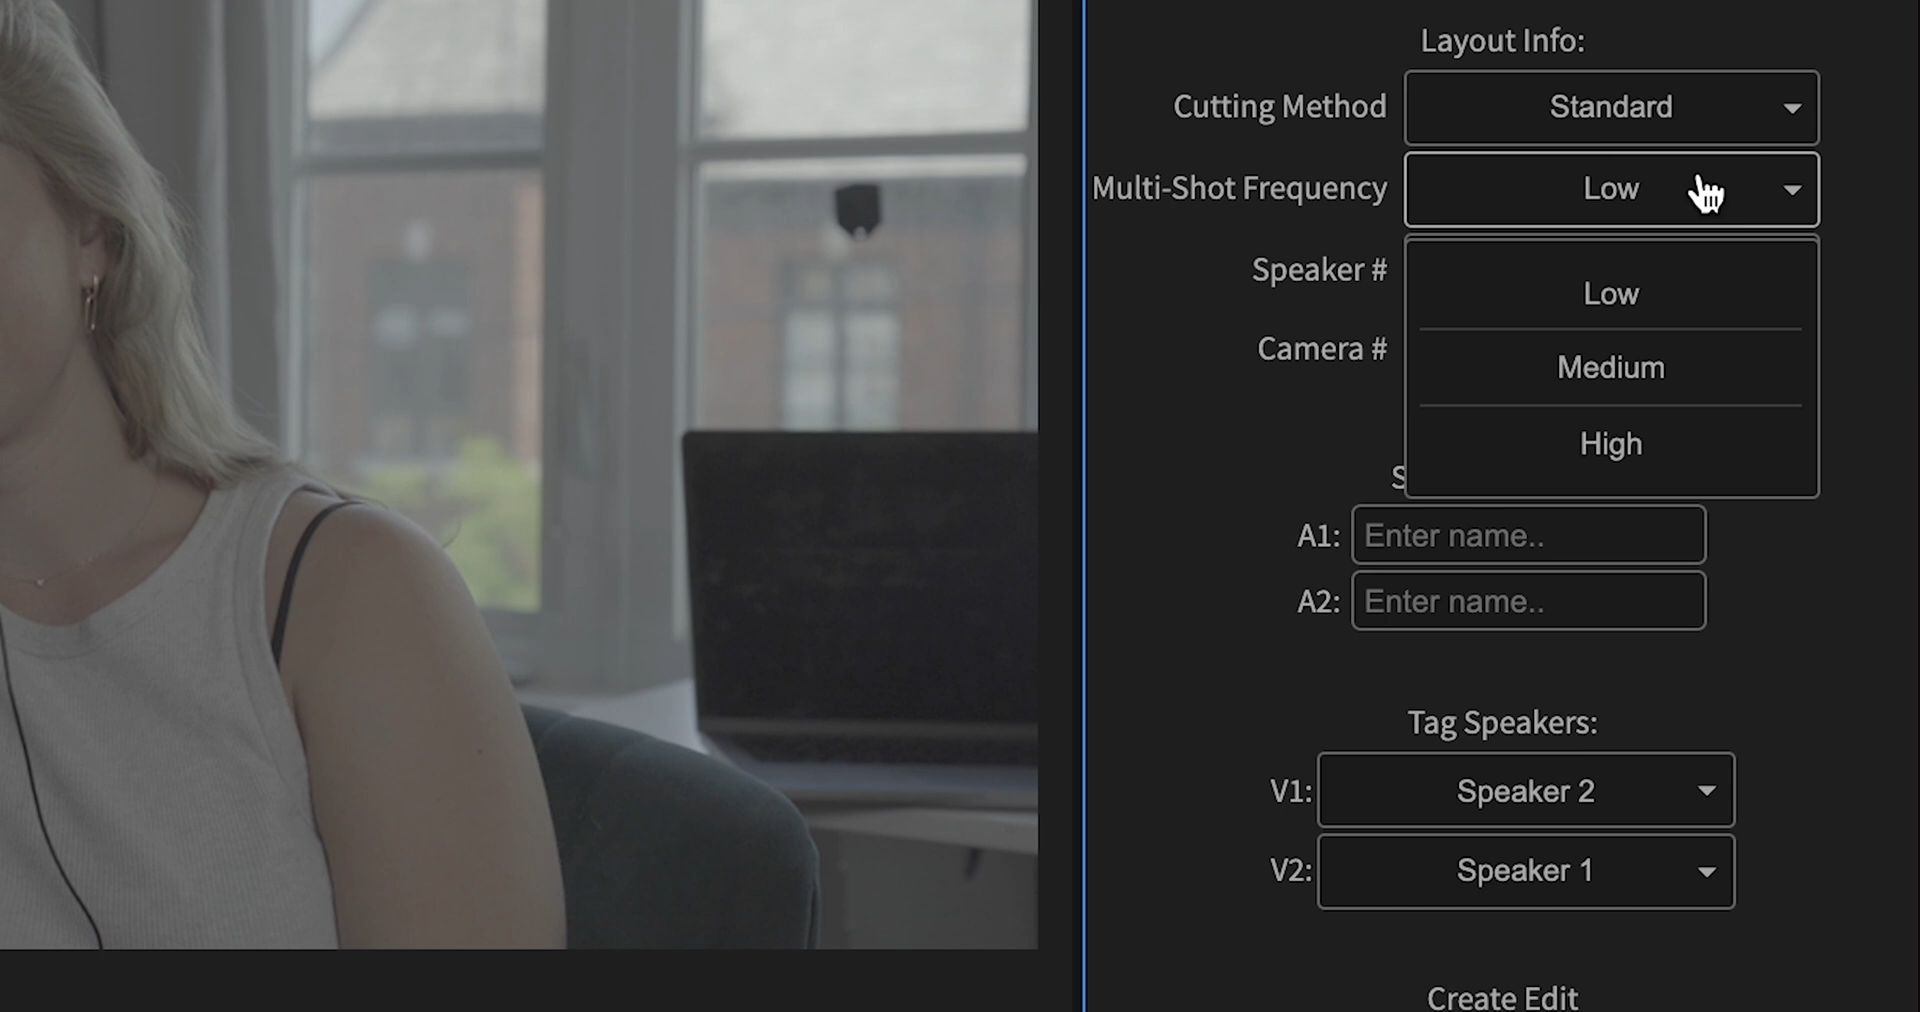 Layout Info:
Cutting Method Standard
Multi-Shot Frequency Low
Speaker #
Low
Camera #
Medium
High
S
A1: Enter name..
A2: Enter name..
Tag Speakers:
V1: Speaker 2
V2: Speaker 1
Create Edit